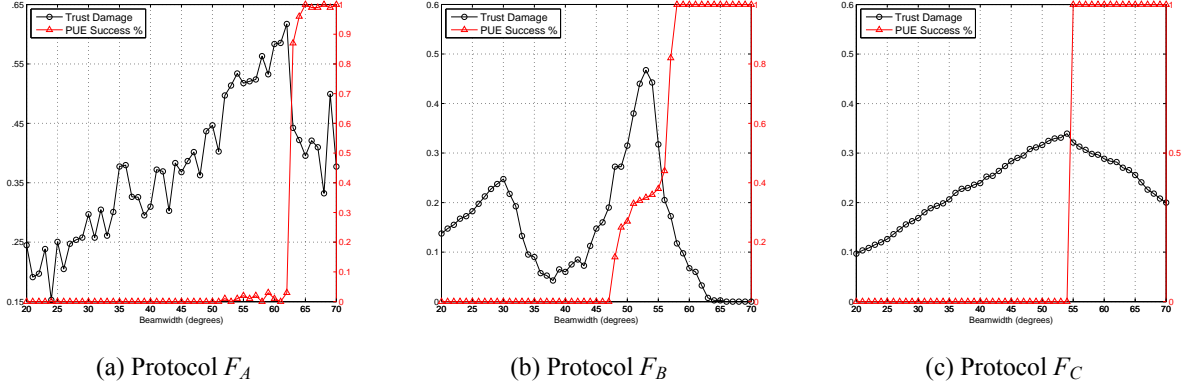 .65
.55
.45
.35
.25
.15
Trust Damage
PUE Success %
1
0.9
0.8
0.7
0.6
0.5
0.4
0.3
0.2
0.1
0
20 25 30 35 40 45 50 55 60 65 70
Beamwidth (degrees)
(a) Protocol F_A
0.6
0.5
0.4
0.3
0.2
0.1
0
Trust Damage
PUE Success %
1
0.8
0.6
0.4
0.2
0
20 25 30 35 40 45 50 55 60 65 70
Beamwidth (degrees)
(b) Protocol F_B
0.6
0.5
0.4
0.3
0.2
0.1
0
Trust Damage
PUE Success %
1
0.5
0
20 25 30 35 40 45 50 55 60 65 70
Beamwidth (degrees)
(c) Protocol F_C